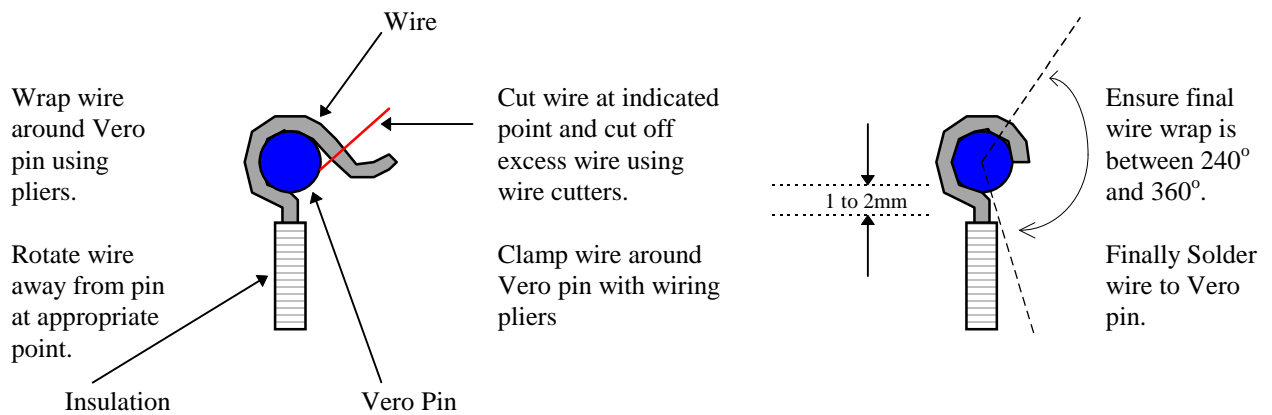 Wire
Wrap wire
around Vero
pin using
pliers.
Rotate wire
away from pin
at appropriate
point.
Insulation
Vero Pin
Cut wire at indicated
point and cut off
excess wire using
wire cutters.
Clamp wire around
Vero pin with wiring
pliers
1 to 2mm
Ensure final
wire wrap is
between 240°
and 360°.
Finally Solder
wire to Vero
pin.